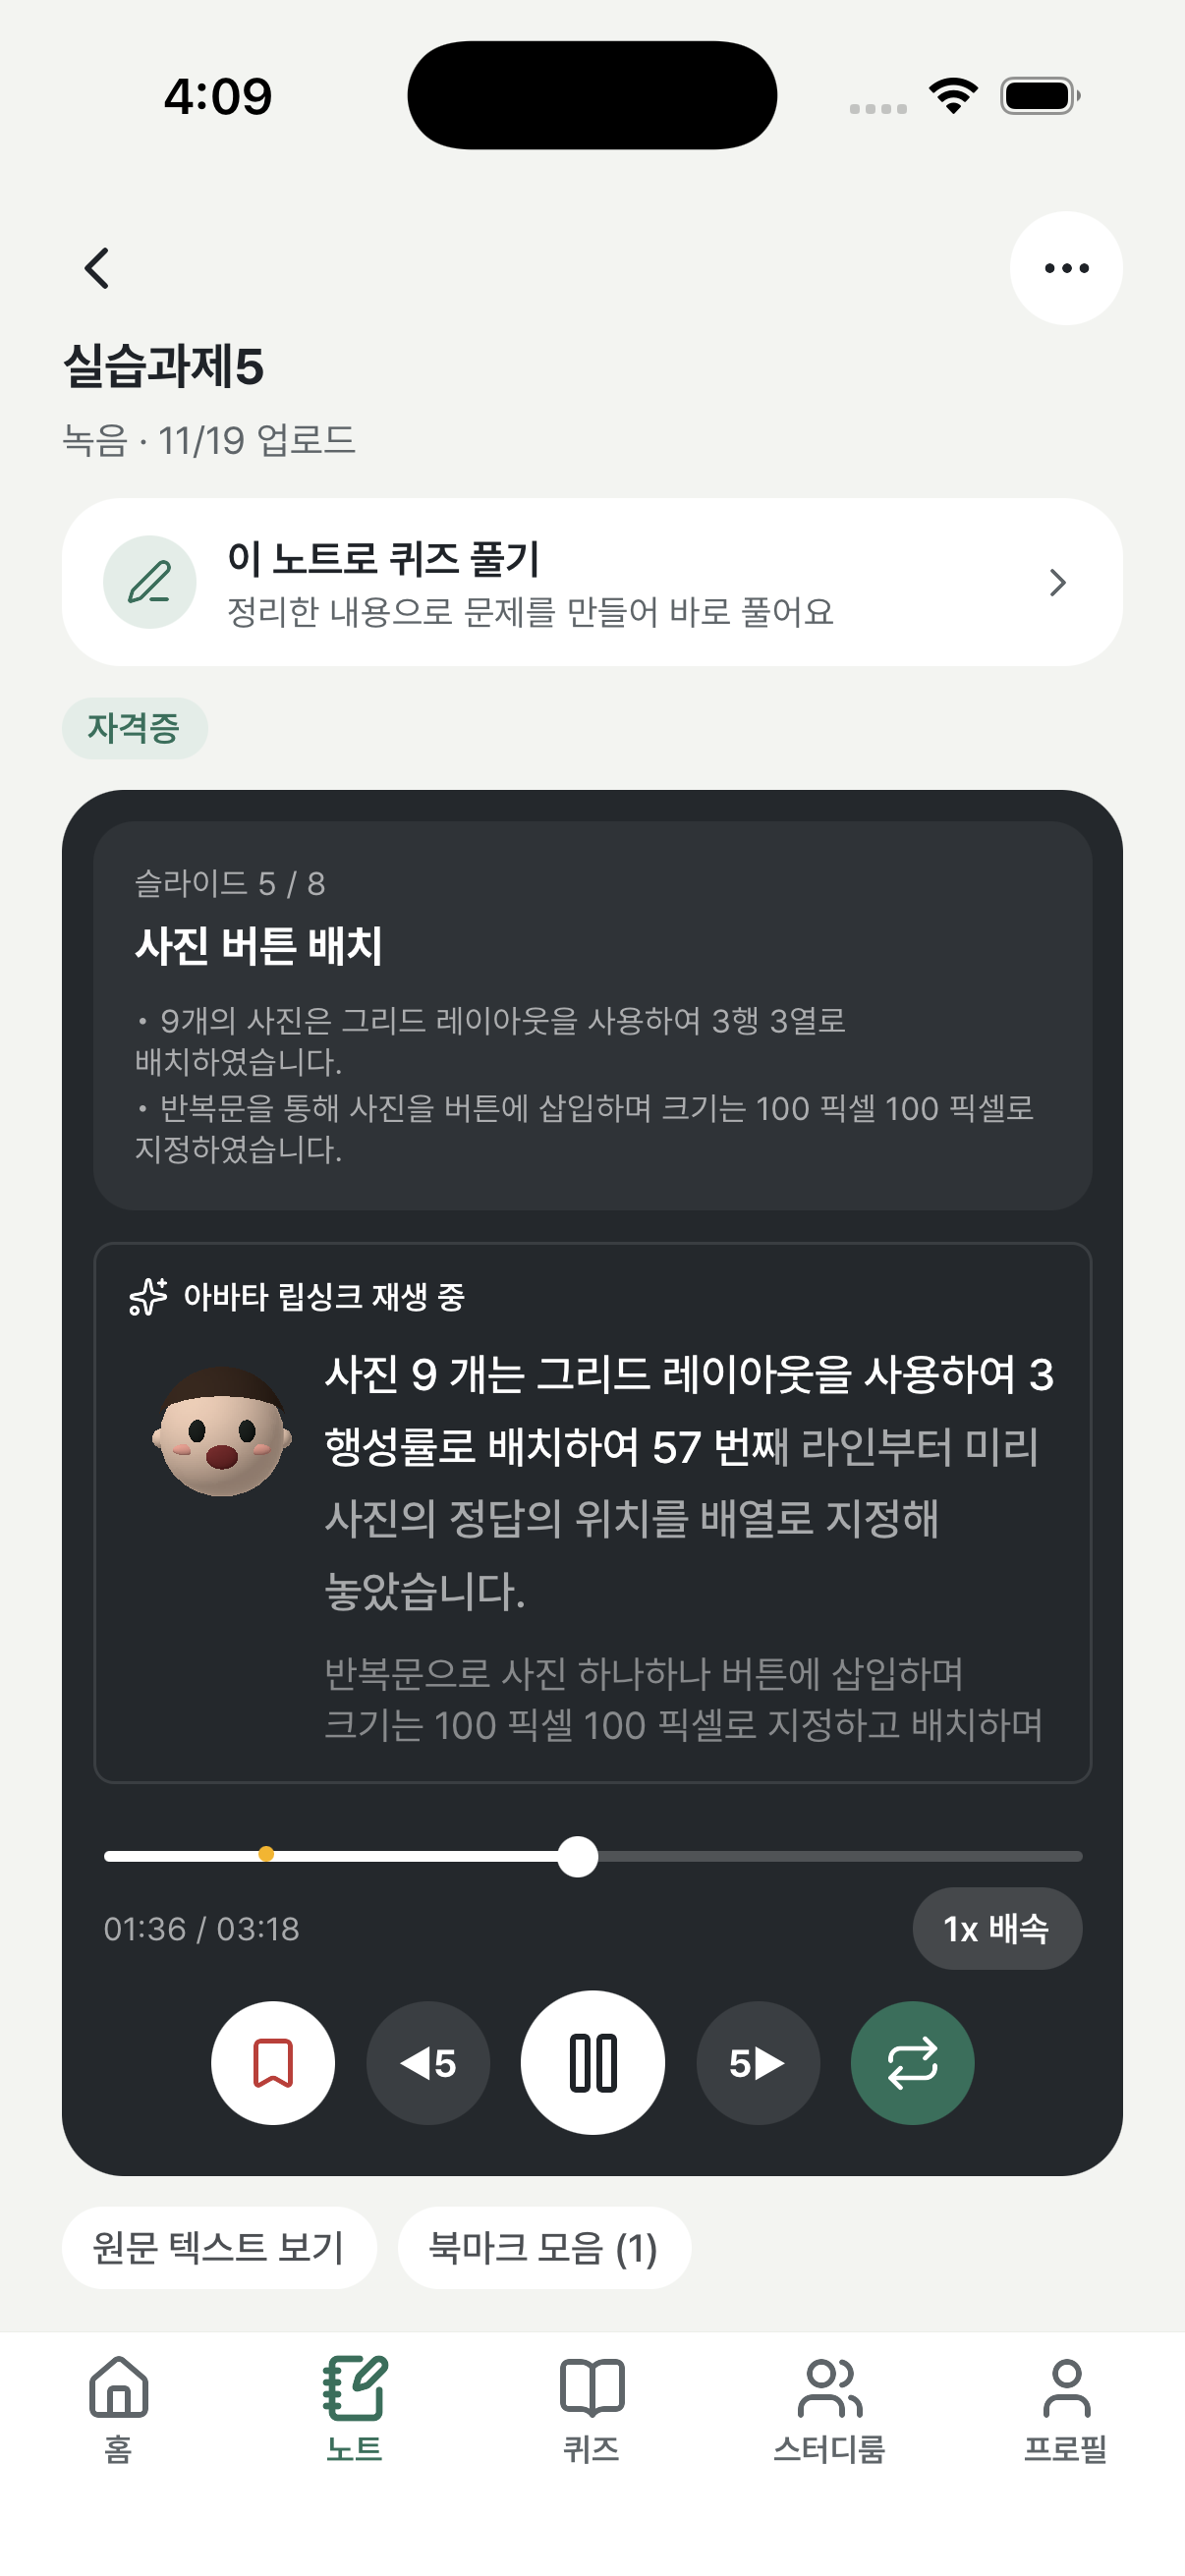 4:09
실습과제5
녹음 · 11/19 업로드
이 노트로 퀴즈 풀기
정리한 내용으로 문제를 만들어 바로 풀어요
자격증
슬라이드 5 / 8
사진 버튼 배치
• 9개의 사진은 그리드 레이아웃을 사용하여 3행 3열로
배치하였습니다.
• 반복문을 통해 사진을 버튼에 삽입하며 크기는 100 픽셀 100 픽셀로
지정하였습니다.
아바타 립싱크 재생 중
사진 9 개는 그리드 레이아웃을 사용하여 3
행성률로 배치하여 57 번째 라인부터 미리
사진의 정답의 위치를 배열로 지정해
놓았습니다.
반복문으로 사진 하나하나 버튼에 삽입하며
크기는 100 픽셀 100 픽셀로 지정하고 배치하며
01:36 / 03:18
1x 배속
◀5
5▶
원문 텍스트 보기
북마크 모음 (1)
홈
노트
퀴즈
스터디룸
프로필